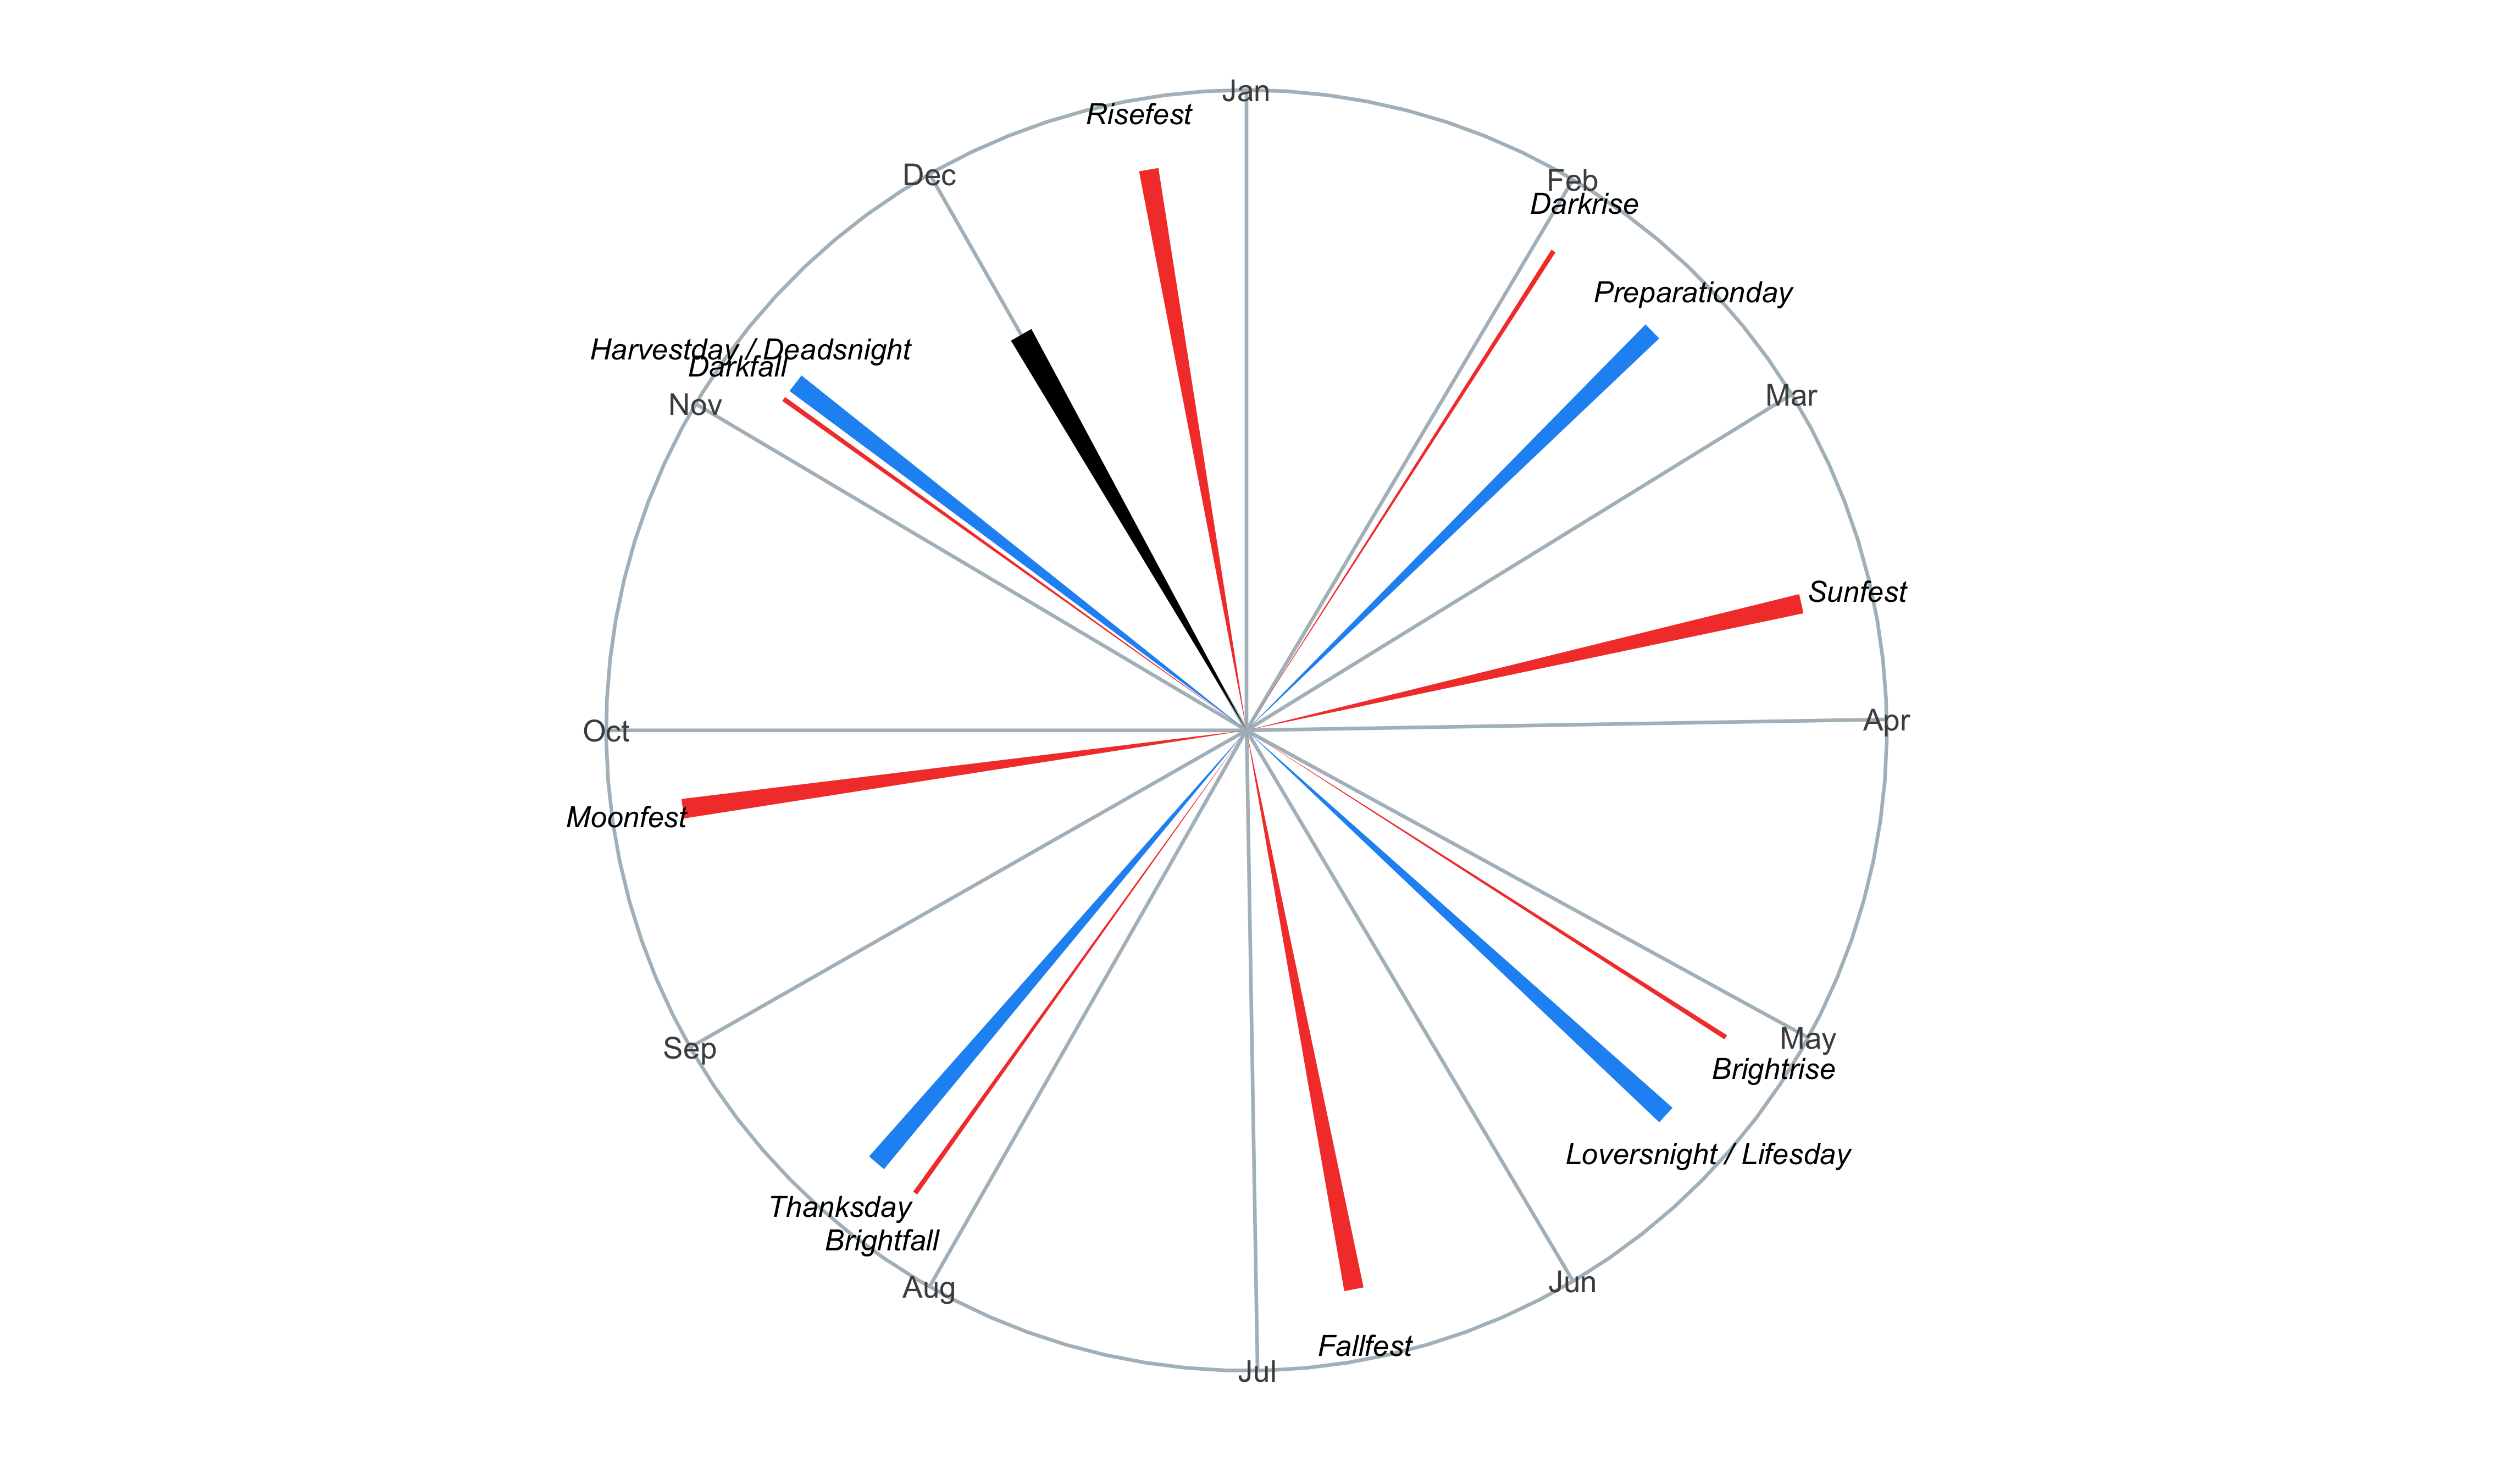 Jan
Risefest
Dec
Feb
Darkrise
Preparationday
Harvestday / Deadsnight
Darkfall
Nov
Mar
Sunfest
Oct
Apr
Moonfest
Sep
May
Brightrise
Loversnight / Lifesday
Thanksday
Brightfall
Aug
Jun
Fallfest
Jul